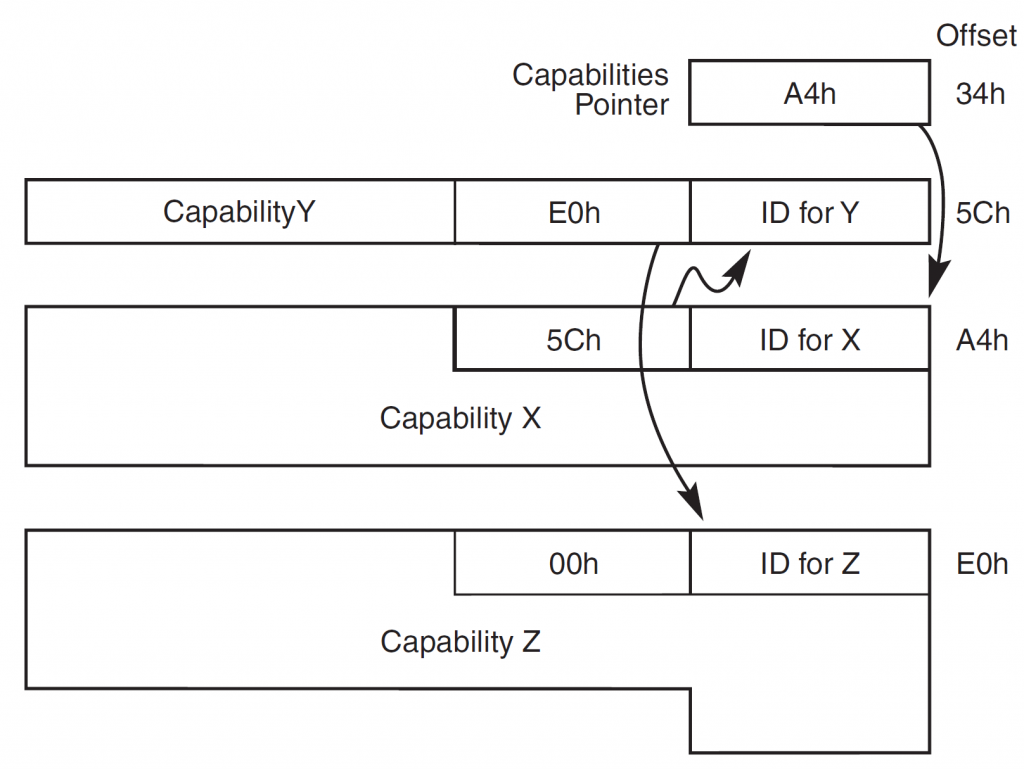 Offset
Capabilities
Pointer
A4h
34h
CapabilityY
E0h
ID for Y
5Ch
5Ch
ID for X
A4h
Capability X
00h
ID for Z
E0h
Capability Z